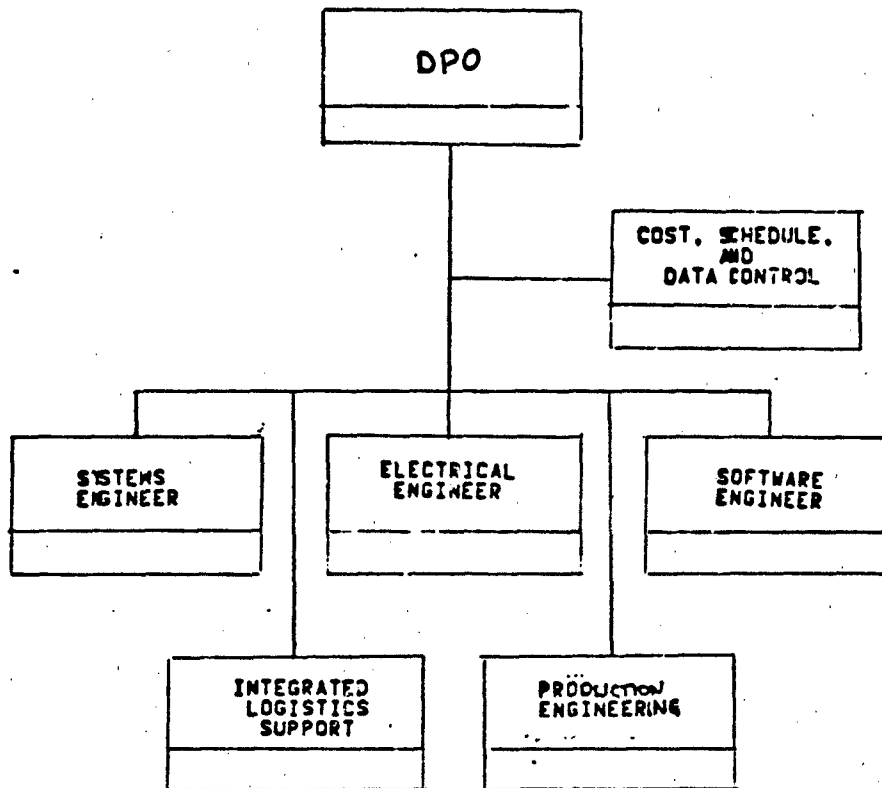 DPO
COST, SCHEDULE,
AND
DATA CONTROL
SYSTEMS
ENGINEER
ELECTRICAL
ENGINEER
SOFTWARE
ENGINEER
INTEGRATED
LOGISTICS
SUPPORT
PRODUCTION
ENGINEERING